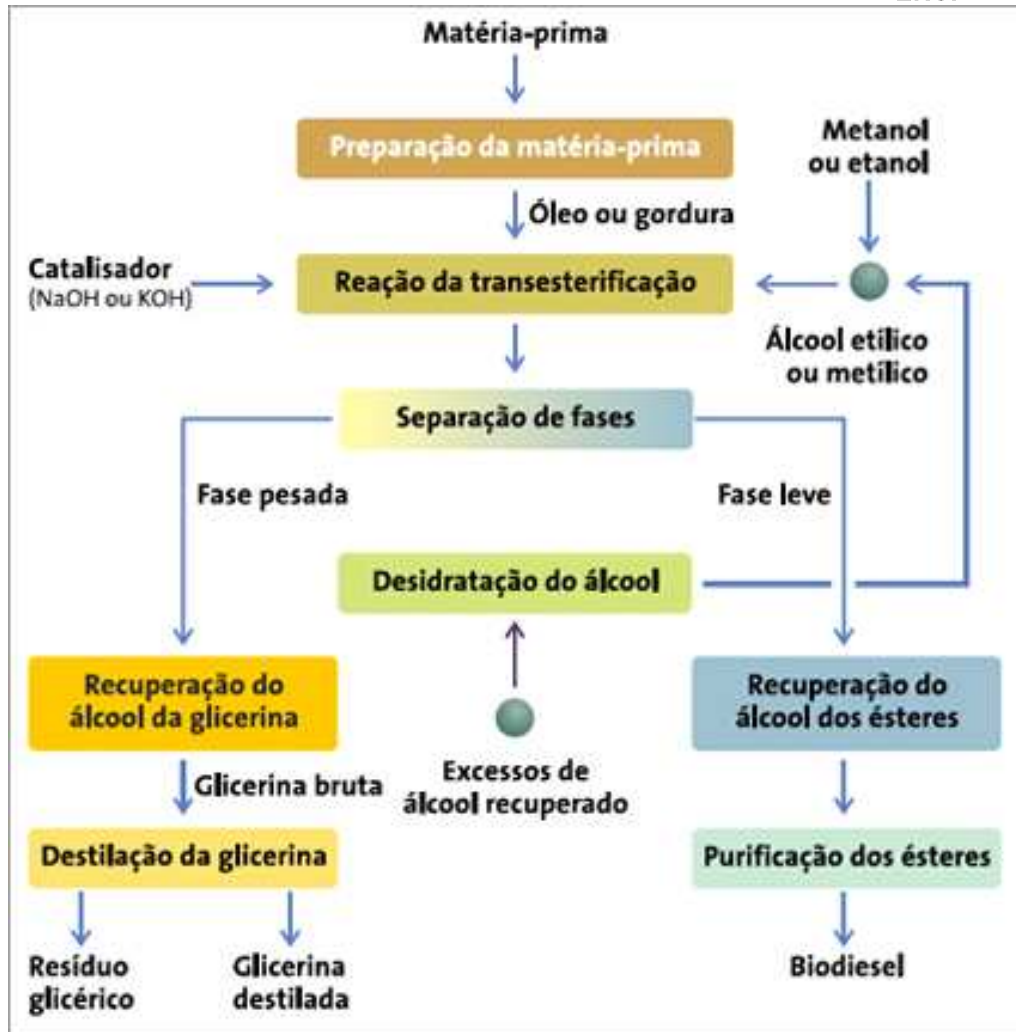 Matéria-prima
Preparação da matéria-prima
Metanol
ou etanol
Óleo ou gordura
Catalisador
(NaOH ou KOH)
Reação da transesterificação
Álcool etílico
ou metílico
Separação de fases
Fase pesada
Fase leve
Desidratação do álcool
Recuperação do
álcool da glicerina
Recuperação do
álcool dos ésteres
Excessos de
álcool recuperado
Glicerina bruta
Destilação da glicerina
Purificação dos ésteres
Resíduo
glicérico
Glicerina
destilada
Biodiesel